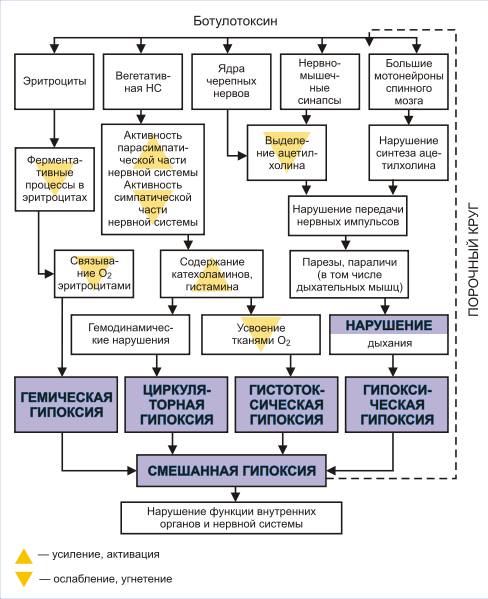 Ботулотоксин
Эритроциты
Вегетатив-
ная НС
Ядра
черепных
нервов
Нервно-
мышеч-
ные
синапсы
Большие
мотонейроны
спинного
мозга
Фермента-
тивные
процессы в
эритроцитах
Активность
парасимпати-
ической части
нервной системы
Активность
симпатической
части
нервной системы
Выделе-
ние ацетил-
холина
Нарушение
синтеза аце-
тилхолина
Нарушение передачи
нервных импульсов
Связыва-
ние O₂
эритроцитами
Содержание
катехоламинов,
гистамина
Парезы, параличи
(в том числе
дыхательных мышц)
Гемодинамичес-
кие нарушения
Усвоение
тканями O₂
НАРУШЕНИЕ
дыхания
ГЕМИЧЕСКАЯ
ГИПОКСИЯ
ЦИРКУЛЯ-
ТОРНАЯ
ГИПОКСИЯ
ГИСТОТОК-
СИЧЕСКАЯ
ГИПОКСИЯ
ГИПОКСИ-
ЧЕСКАЯ
ГИПОКСИЯ
СМЕШАННАЯ ГИПОКСИЯ
Нарушение функции внутренних
органов и нервной системы
ПОРОЧНЫЙ КРУГ
— усиление, активация
— ослабление, угнетение